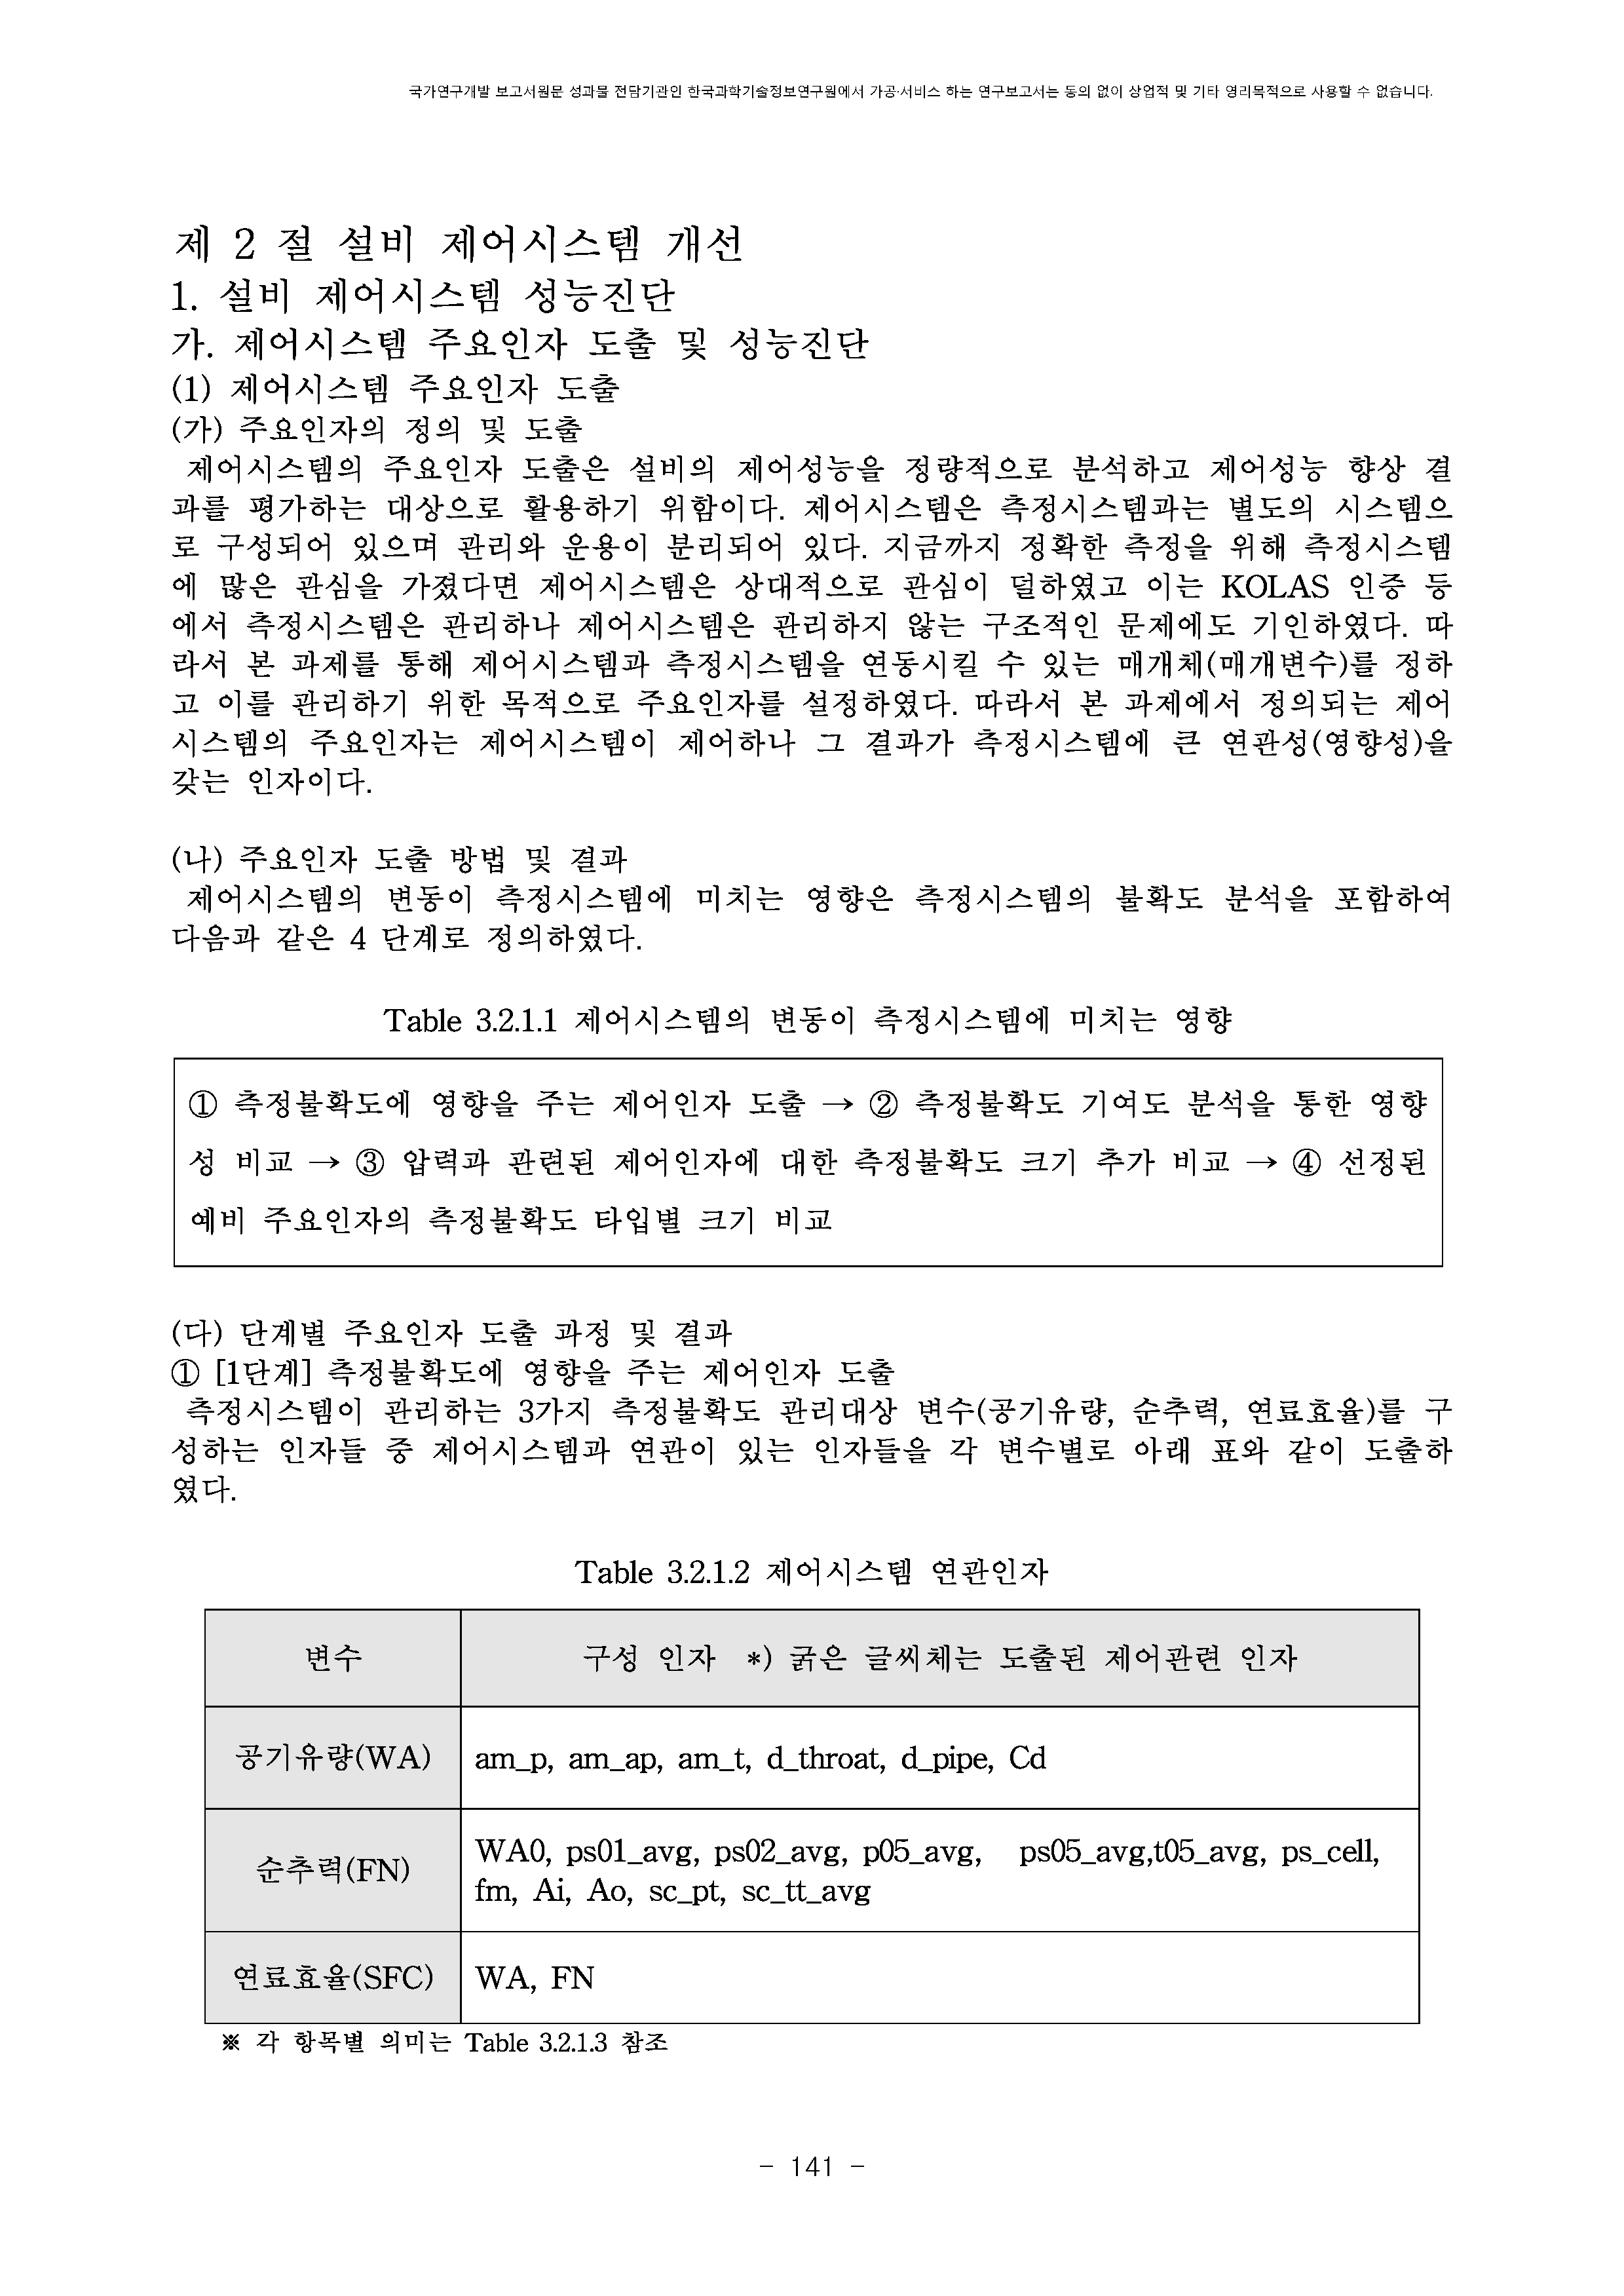 국가연구개발 보고서원문 성과물 전담기관인 한국과학기술정보연구원에서 가공·서비스 하는 연구보고서는 동의 없이 상업적 및 기타 영리목적으로 사용할 수 없습니다.
제 2 절 설비 제어시스템 개선
1. 설비 제어시스템 성능진단
가. 제어시스템 주요인자 도출 및 성능진단
(1) 제어시스템 주요인자 도출
(가) 주요인자의 정의 및 도출
제어시스템의 주요인자 도출은 설비의 제어성능을 정량적으로 분석하고 제어성능 향상 결
과를 평가하는 대상으로 활용하기 위함이다. 제어시스템은 측정시스템과는 별도의 시스템으
로 구성되어 있으며 관리와 운용이 분리되어 있다. 지금까지 정확한 측정을 위해 측정시스템
에 많은 관심을 가졌다면 제어시스템은 상대적으로 관심이 덜하였고 이는 KOLAS 인증 등
에서 측정시스템은 관리하나 제어시스템은 관리하지 않는 구조적인 문제에도 기인하였다. 따
라서 본 과제를 통해 제어시스템과 측정시스템을 연동시킬 수 있는 매개체(매개변수)를 정하
고 이를 관리하기 위한 목적으로 주요인자를 설정하였다. 따라서 본 과제에서 정의되는 제어
시스템의 주요인자는 제어시스템이 제어하나 그 결과가 측정시스템에 큰 연관성(영향성)을
갖는 인자이다.
(나) 주요인자 도출 방법 및 결과
제어시스템의 변동이 측정시스템에 미치는 영향은 측정시스템의 불확도 분석을 포함하여
다음과 같은 4 단계로 정의하였다.
Table 3.2.1.1 제어시스템의 변동이 측정시스템에 미치는 영향
① 측정불확도에 영향을 주는 제어인자 도출 → ② 측정불확도 기여도 분석을 통한 영향
성 비교 → ③ 압력과 관련된 제어인자에 대한 측정불확도 크기 추가 비교 → ④ 선정된
예비 주요인자의 측정불확도 타입별 크기 비교
(다) 단계별 주요인자 도출 과정 및 결과
① [1단계] 측정불확도에 영향을 주는 제어인자 도출
측정시스템이 관리하는 3가지 측정불확도 관리대상 변수(공기유량, 순추력, 연료효율)를 구
성하는 인자들 중 제어시스템과 연관이 있는 인자들을 각 변수별로 아래 표와 같이 도출하
였다.
Table 3.2.1.2 제어시스템 연관인자
변수 구성 인자 *) 굵은 글씨체는 도출된 제어관련 인자
공기유량(WA) am_p, am_ap, am_t, d_throat, d_pipe, Cd
순추력(FN) WA0, ps01_avg, ps02_avg, p05_avg, ps05_avg,t05_avg, ps_cell,
fm, Ai, Ao, sc_pt, sc_tt_avg
연료효율(SFC) WA, FN
※ 각 항목별 의미는 Table 3.2.1.3 참조
- 141 -